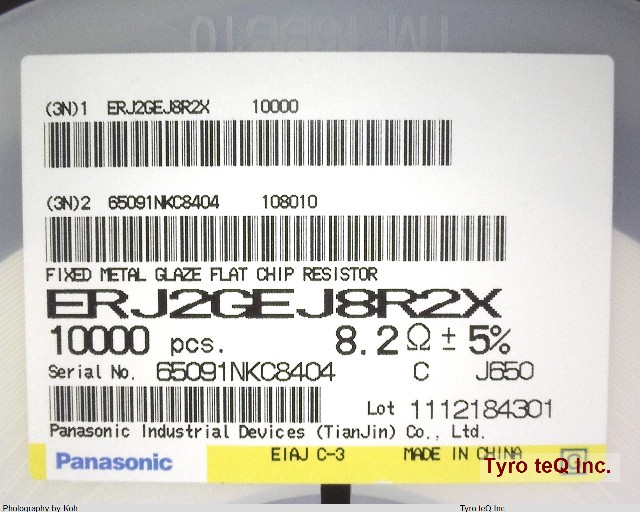 (3N)1 ERJ2GEJ8R2X 10000
(3N)2 65091NKC8404 108010
FIXED METAL GLAZE FLAT CHIP RESISTOR
ERJ2GEJ8R2X
10000 pcs. 8.2 Ω ± 5%
Serial No. 65091NKC8404 C J650
Lot 1112184301
Panasonic Industrial Devices (TianJin) Co., Ltd.
Panasonic EIAJ C-3 MADE IN CHINA
Tyro teQ Inc.
Photography by Koh Tyro teQ Inc